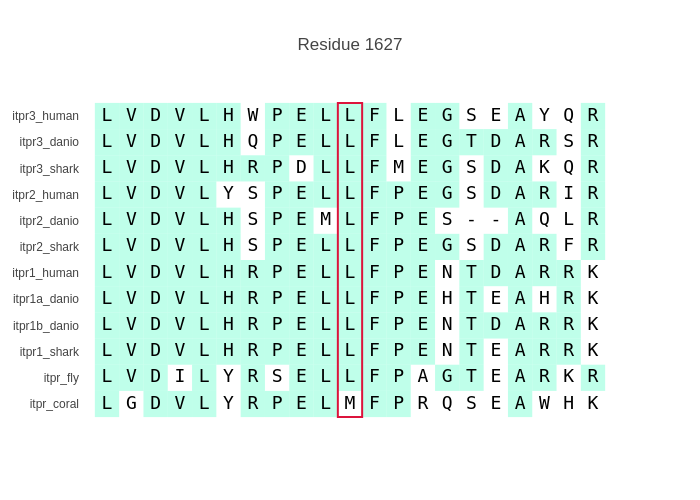 Residue 1627
itpr3_human L V D V L H W P E L L F L E G S E A Y Q R
itpr3_danio L V D V L H Q P E L L F L E G T D A R S R
itpr3_shark L V D V L H R P D L L F M E G S D A K Q R
itpr2_human L V D V L Y S P E L L F P E G S D A R I R
itpr2_danio L V D V L H S P E M L F P E S - - A Q L R
itpr2_shark L V D V L H S P E L L F P E G S D A R F R
itpr1_human L V D V L H R P E L L F P E N T D A R R K
itpr1a_danio L V D V L H R P E L L F P E H T E A H R K
itpr1b_danio L V D V L H R P E L L F P E N T D A R R K
itpr1_shark L V D V L H R P E L L F P E N T E A R R K
itpr_fly L V D I L Y R S E L L F P A G T E A R K R
itpr_coral L G D V L Y R P E L M F P R Q S E A W H K